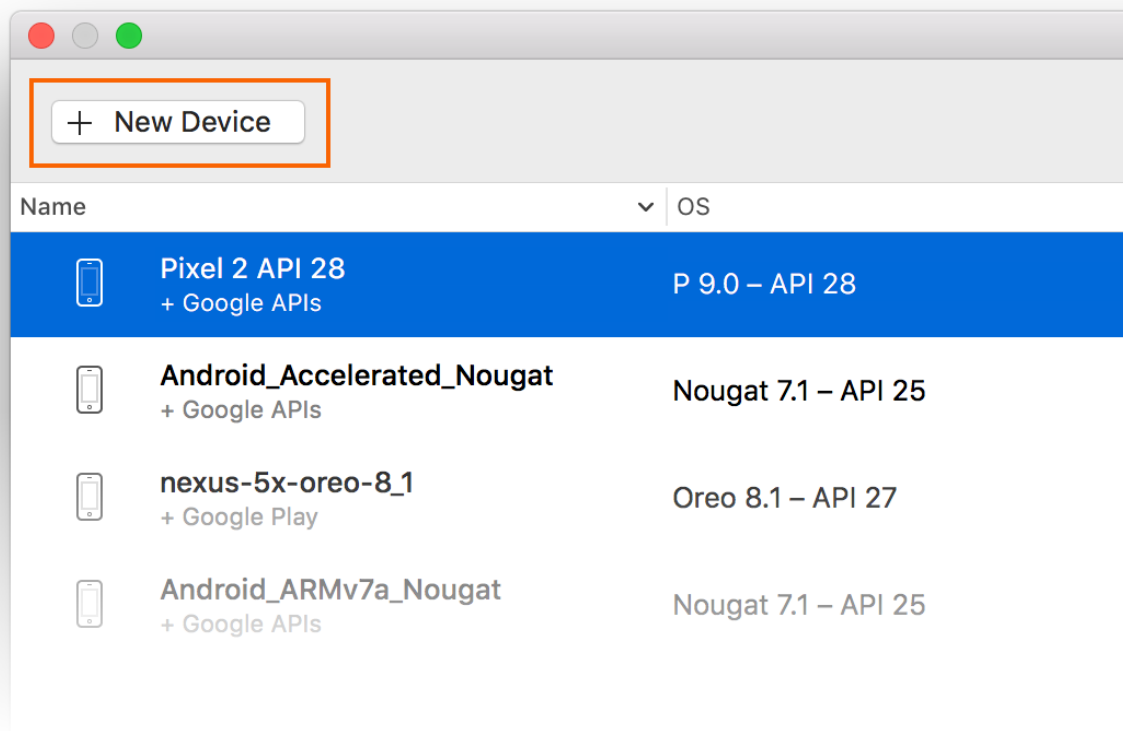 + New Device
Name
OS
Pixel 2 API 28
+ Google APIs
P 9.0 – API 28
Android_Accelerated_Nougat
+ Google APIs
Nougat 7.1 – API 25
nexus-5x-oreo-8_1
+ Google Play
Oreo 8.1 – API 27
Android_ARMv7a_Nougat
+ Google APIs
Nougat 7.1 – API 25